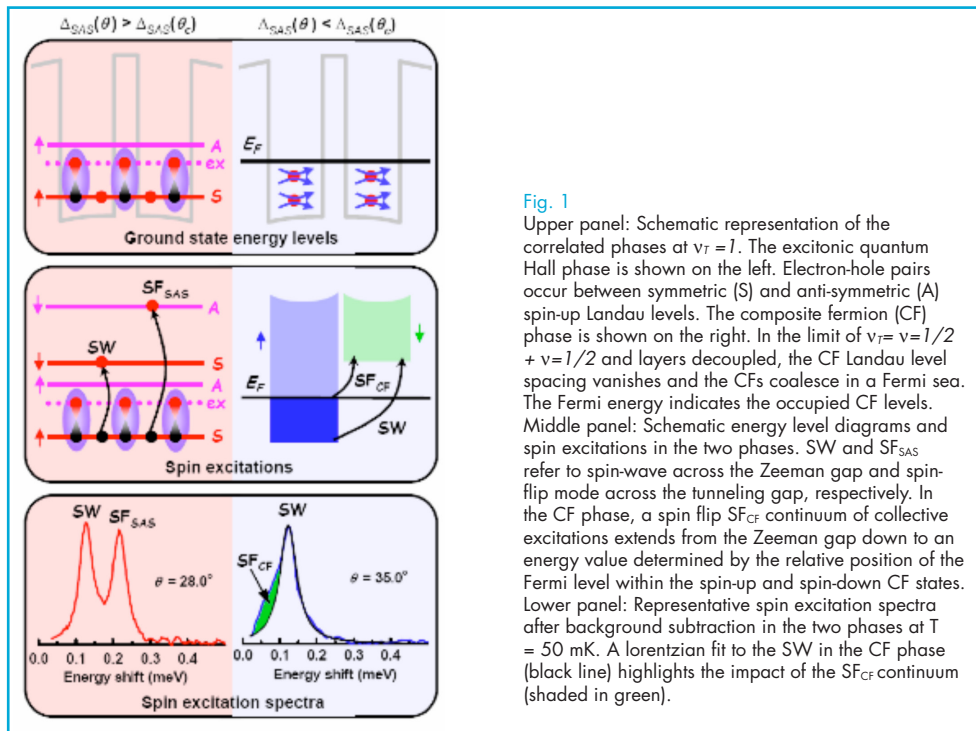 Δ_SAS(θ) > Δ_SAS(θ_c)
Δ_SAS(θ) < Δ_SAS(θ_c)
A
ex
S
E_F
Ground state energy levels
SF_SAS
A
SW
S
A
ex
S
E_F
SF_CF
SW
Spin excitations
SW
SF_SAS
θ = 28.0°
SW
SF_CF
θ = 35.0°
0.0 0.1 0.2 0.3 0.4
Energy shift (meV)
0.0 0.1 0.2 0.3 0.4
Energy shift (meV)
Spin excitation spectra
Fig. 1
Upper panel: Schematic representation of the
correlated phases at ν_T =1. The excitonic quantum
Hall phase is shown on the left. Electron-hole pairs
occur between symmetric (S) and anti-symmetric (A)
spin-up Landau levels. The composite fermion (CF)
phase is shown on the right. In the limit of ν_T= ν=1/2
+ ν=1/2 and layers decoupled, the CF Landau level
spacing vanishes and the CFs coalesce in a Fermi sea.
The Fermi energy indicates the occupied CF levels.
Middle panel: Schematic energy level diagrams and
spin excitations in the two phases. SW and SF_SAS
refer to spin-wave across the Zeeman gap and spin-
flip mode across the tunneling gap, respectively. In
the CF phase, a spin flip SF_CF continuum of collective
excitations extends from the Zeeman gap down to an
energy value determined by the relative position of the
Fermi level within the spin-up and spin-down CF states.
Lower panel: Representative spin excitation spectra
after background subtraction in the two phases at T
= 50 mK. A lorentzian fit to the SW in the CF phase
(black line) highlights the impact of the SF_CF continuum
(shaded in green).